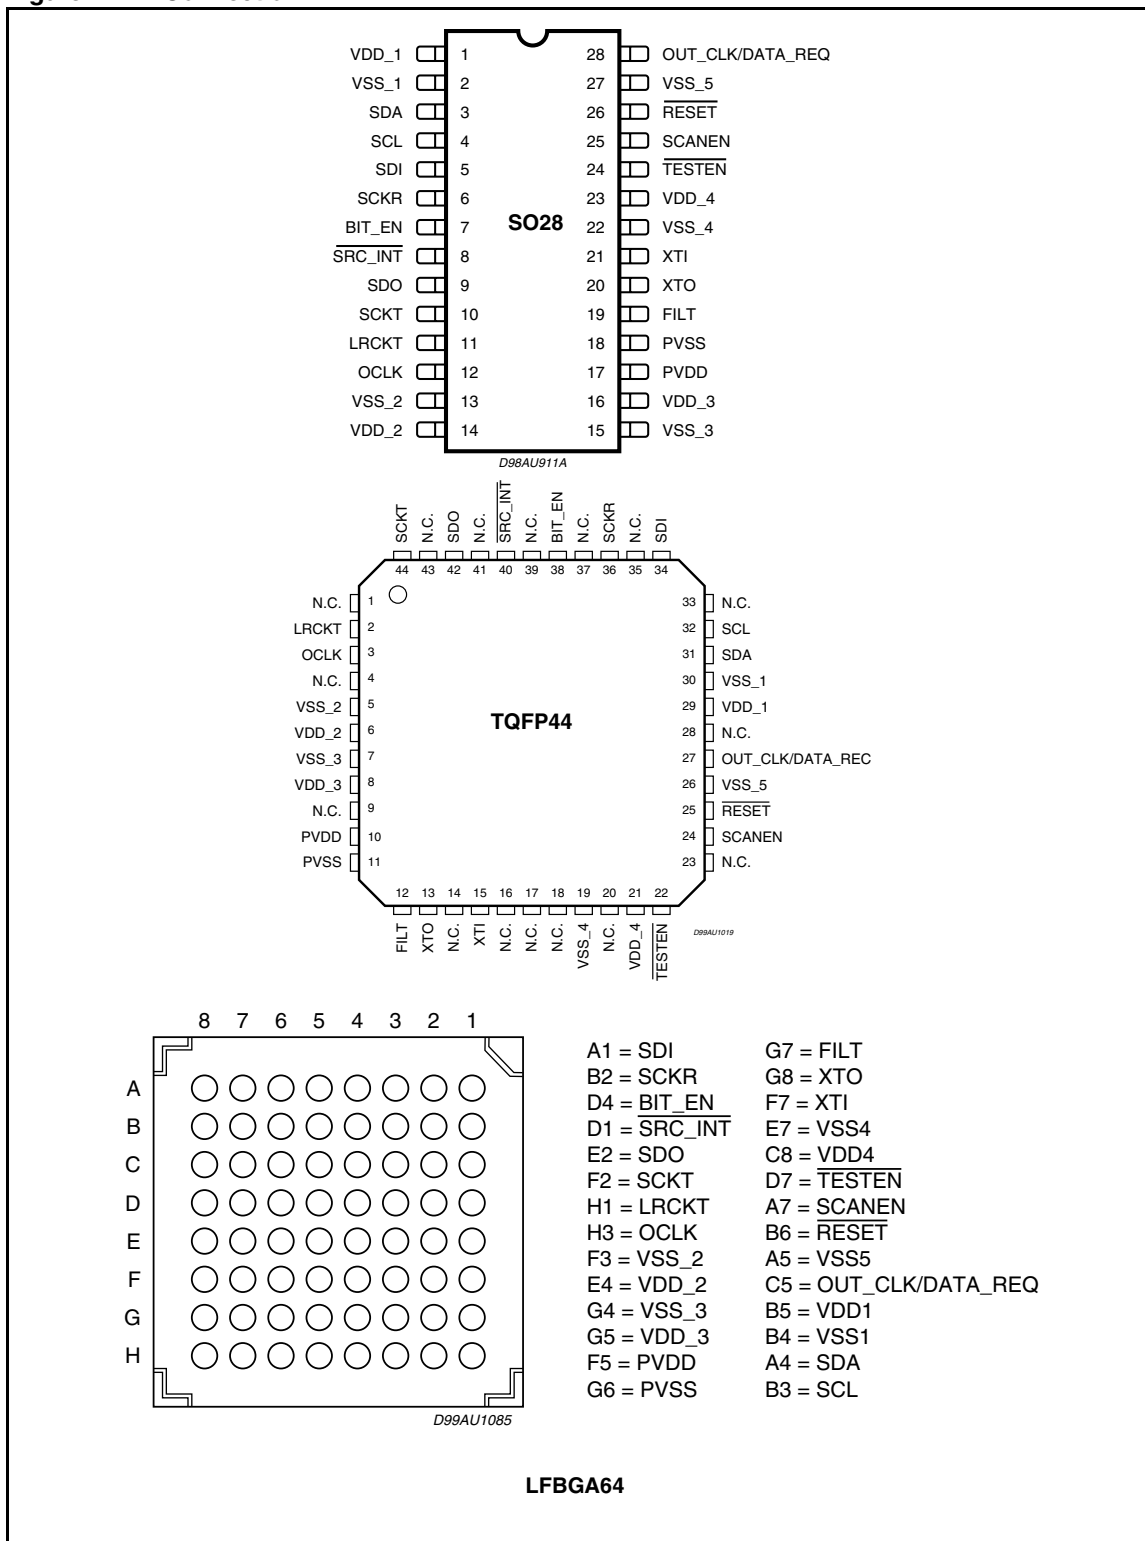 VDD_1 1 28 OUT_CLK/DATA_REQ
VSS_1 2 27 VSS_5
SDA 3 26 RESET
SCL 4 25 SCANEN
SDI 5 24 TESTEN
SCKR 6 23 VDD_4
BIT_EN 7 SO28 22 VSS_4
SRC_INT 8 21 XTI
SDO 9 20 XTO
SCKT 10 19 FILT
LRCKT 11 18 PVSS
OCLK 12 17 PVDD
VSS_2 13 16 VDD_3
VDD_2 14 15 VSS_3
D98AU911A
SCKT N.C. SDO N.C. SRC_INT N.C. BIT_EN N.C. SCKR N.C. SDI
44 43 42 41 40 39 38 37 36 35 34
N.C. 1 33 N.C.
LRCKT 2 32 SCL
OCLK 3 31 SDA
N.C. 4 30 VSS_1
VSS_2 5 29 VDD_1
TQFP44
VDD_2 6 28 N.C.
VSS_3 7 27 OUT_CLK/DATA_REC
VDD_3 8 26 VSS_5
N.C. 9 25 RESET
PVDD 10 24 SCANEN
PVSS 11 23 N.C.
12 13 14 15 16 17 18 19 20 21 22
FILT XTO N.C. XTI N.C. N.C. N.C. VSS_4 N.C. VDD_4 TESTEN
D99AU1019
8 7 6 5 4 3 2 1
A
B
C
D
E
F
G
H
D99AU1085
A1 = SDI
B2 = SCKR
D4 = BIT_EN
D1 = SRC_INT
E2 = SDO
F2 = SCKT
H1 = LRCKT
H3 = OCLK
F3 = VSS_2
E4 = VDD_2
G4 = VSS_3
G5 = VDD_3
F5 = PVDD
G6 = PVSS
G7 = FILT
G8 = XTO
F7 = XTI
E7 = VSS4
C8 = VDD4
D7 = TESTEN
A7 = SCANEN
B6 = RESET
A5 = VSS5
C5 = OUT_CLK/DATA_REQ
B5 = VDD1
B4 = VSS1
A4 = SDA
B3 = SCL
LFBGA64